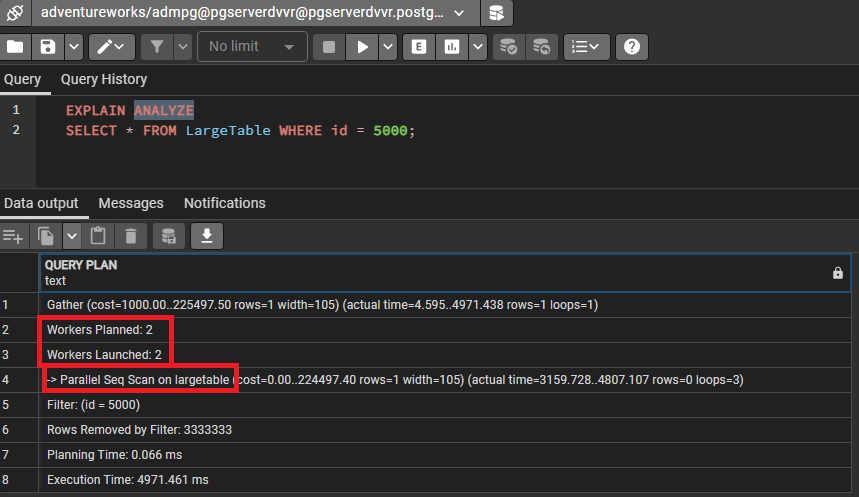 adventureworks/admpg@pgserverdvvr@pgserverdvvr.postg...
No limit
E
Query Query History
1 EXPLAIN ANALYZE
2 SELECT * FROM LargeTable WHERE id = 5000;
Data output Messages Notifications
QUERY PLAN
text
1 Gather (cost=1000.00..225497.50 rows=1 width=105) (actual time=4.595..4971.438 rows=1 loops=1)
2 Workers Planned: 2
3 Workers Launched: 2
4 -> Parallel Seq Scan on largetable (cost=0.00..224497.40 rows=1 width=105) (actual time=3159.728..4807.107 rows=0 loops=3)
5 Filter: (id = 5000)
6 Rows Removed by Filter: 3333333
7 Planning Time: 0.066 ms
8 Execution Time: 4971.461 ms